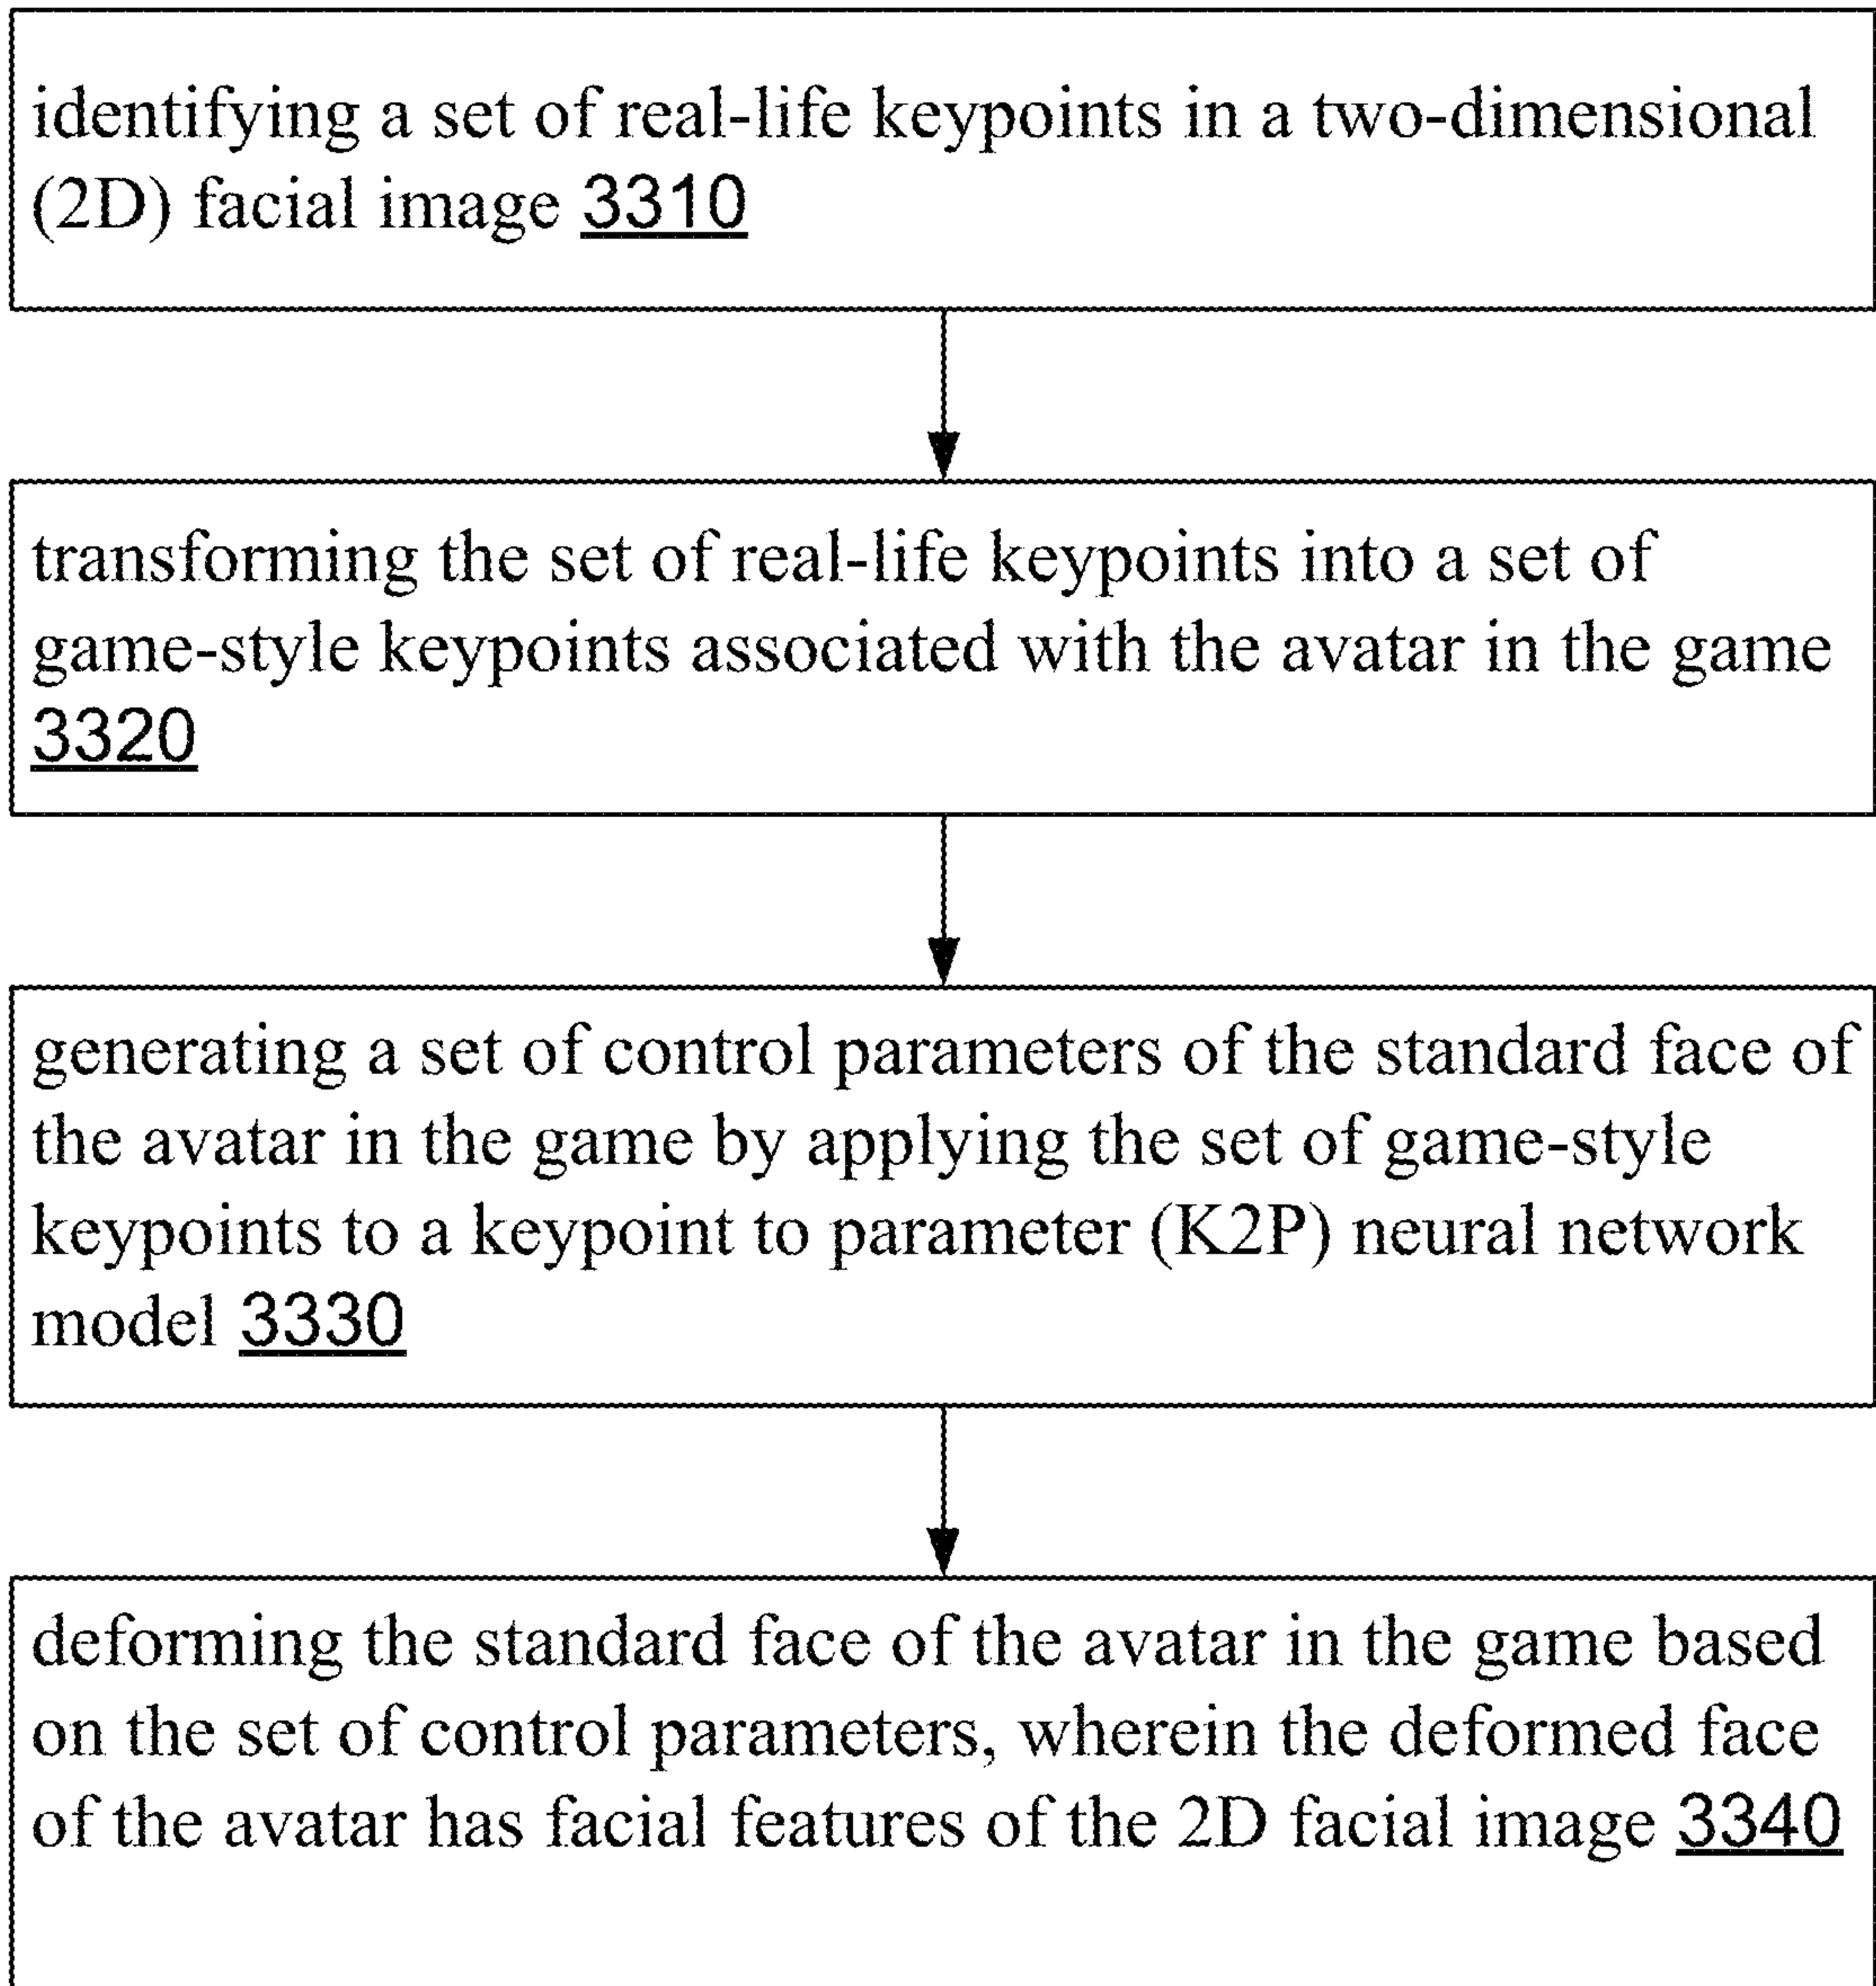 identifying a set of real-life keypoints in a two-dimensional
(2D) facial image 3310
transforming the set of real-life keypoints into a set of
game-style keypoints associated with the avatar in the game
3320
generating a set of control parameters of the standard face of
the avatar in the game by applying the set of game-style
keypoints to a keypoint to parameter (K2P) neural network
model 3330
deforming the standard face of the avatar in the game based
on the set of control parameters, wherein the deformed face
of the avatar has facial features of the 2D facial image 3340